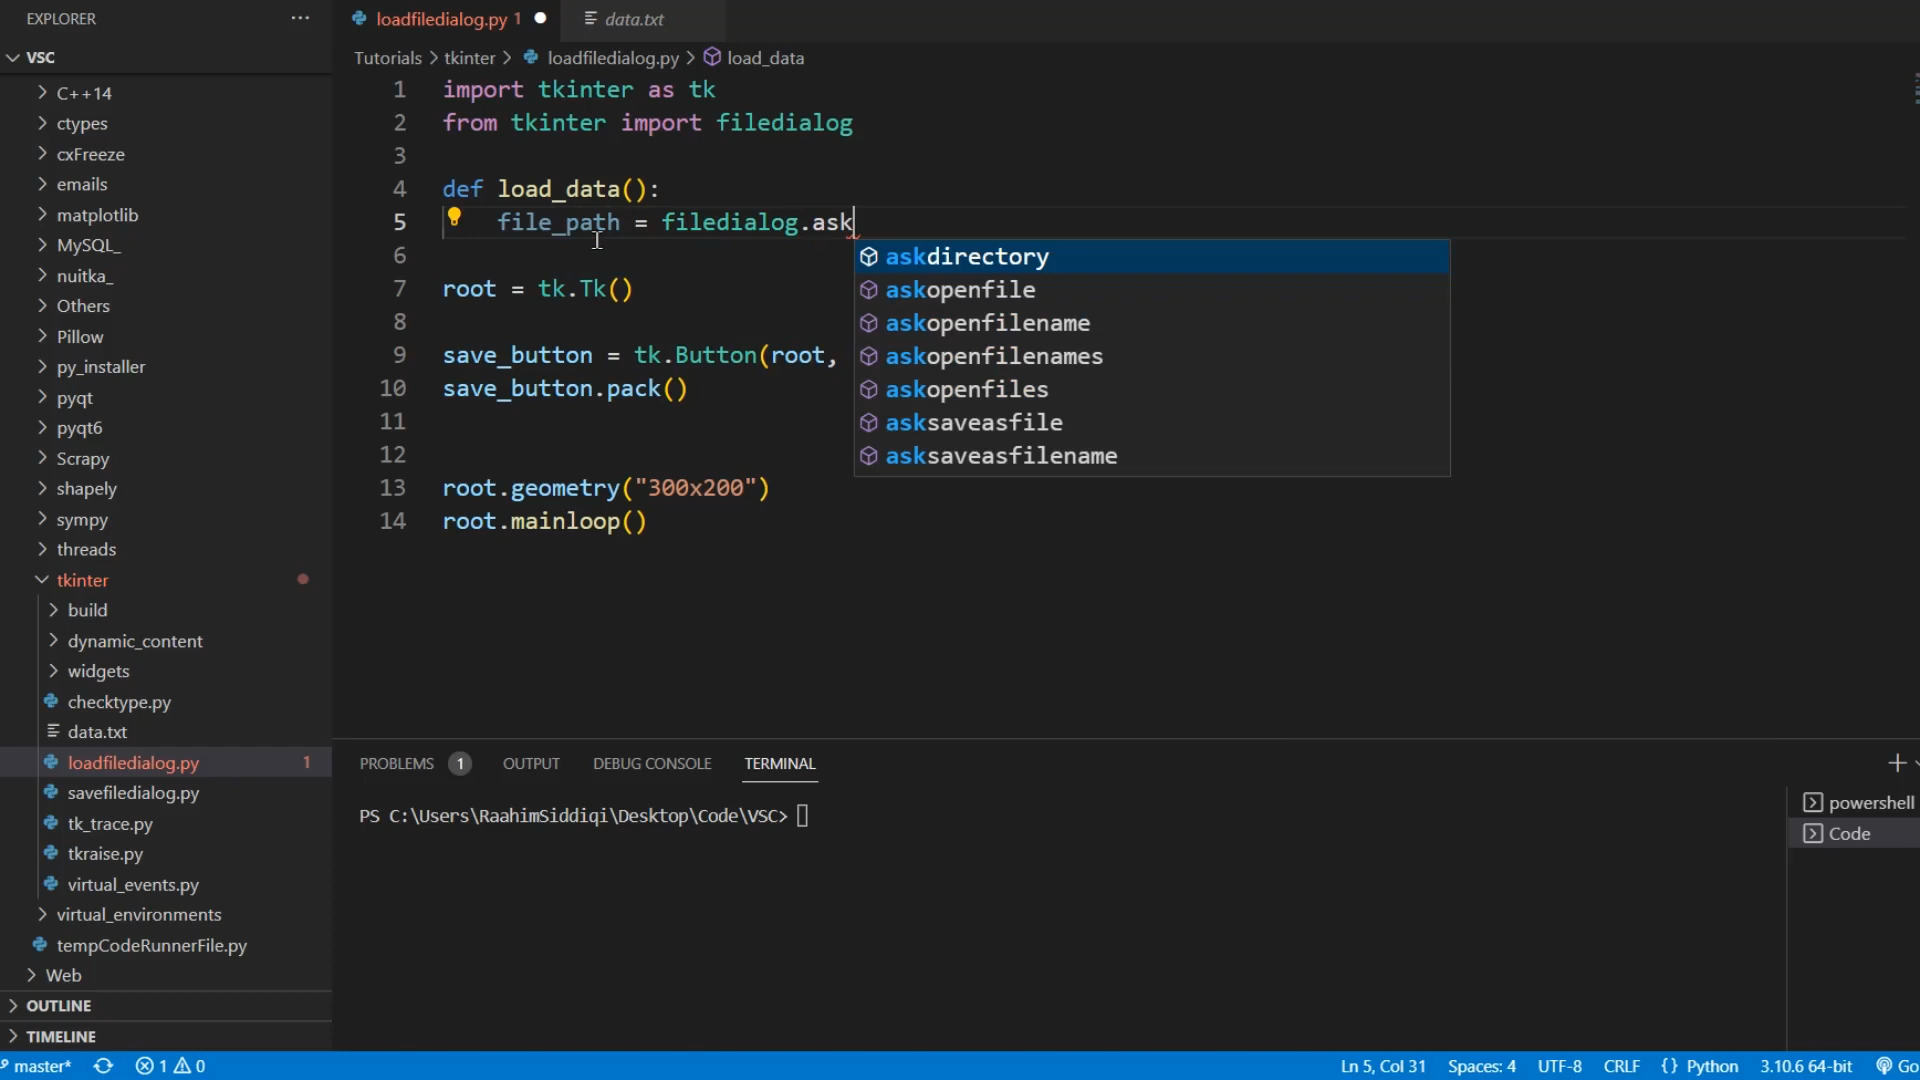 EXPLORER
VSC
C++14
ctypes
cxFreeze
emails
matplotlib
MySQL_
nuitka_
Others
Pillow
py_installer
pyqt
pyqt6
Scrapy
shapely
sympy
threads
tkinter
build
dynamic_content
widgets
checktype.py
data.txt
loadfiledialog.py 1
savefiledialog.py
tk_trace.py
tkraise.py
virtual_events.py
virtual_environments
tempCodeRunnerFile.py
Web
OUTLINE
TIMELINE
loadfiledialog.py 1
data.txt
Tutorials > tkinter > loadfiledialog.py > load_data
1 import tkinter as tk
2 from tkinter import filedialog
3
4 def load_data():
5 file_path = filedialog.ask
6
7 root = tk.Tk()
8
9 save_button = tk.Button(root,
10 save_button.pack()
11
12
13 root.geometry("300x200")
14 root.mainloop()
askdirectory
askopenfile
askopenfilename
askopenfilenames
askopenfiles
asksaveasfile
asksaveasfilename
PROBLEMS 1 OUTPUT DEBUG CONSOLE TERMINAL
PS C:\Users\RaahimSiddiqi\Desktop\Code\VSC>
powershell
Code
master* 1 0 Ln 5, Col 31 Spaces: 4 UTF-8 CRLF {} Python 3.10.6 64-bit Go